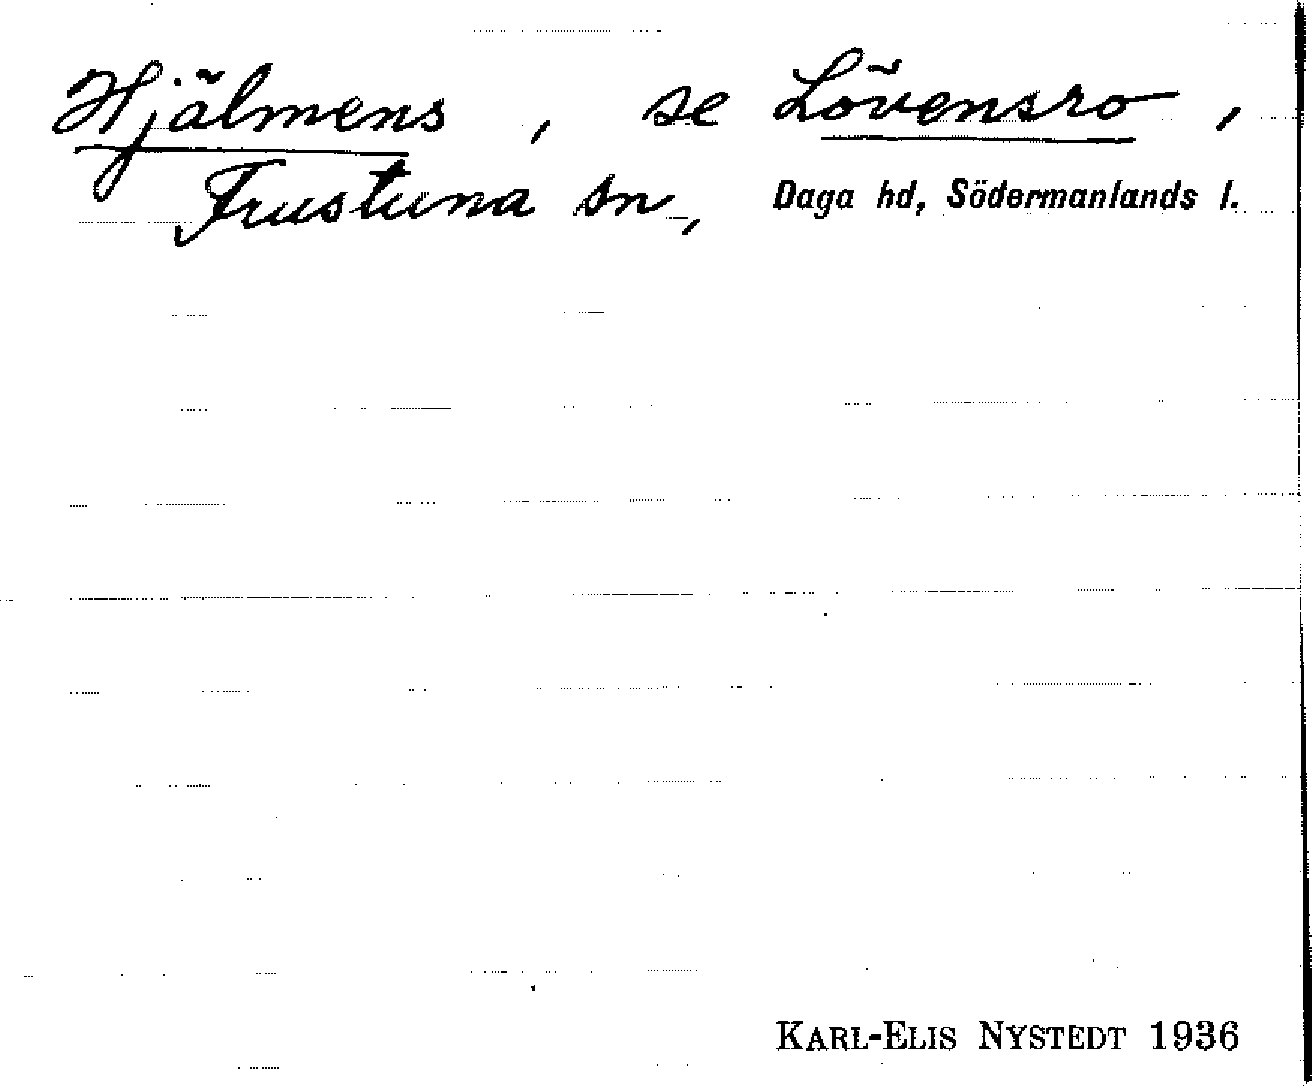 Hjälmens, se Lövensro,
Frustuna sn, Daga hd, Södermanlands l.
KARL-ELIS NYSTEDT 1936